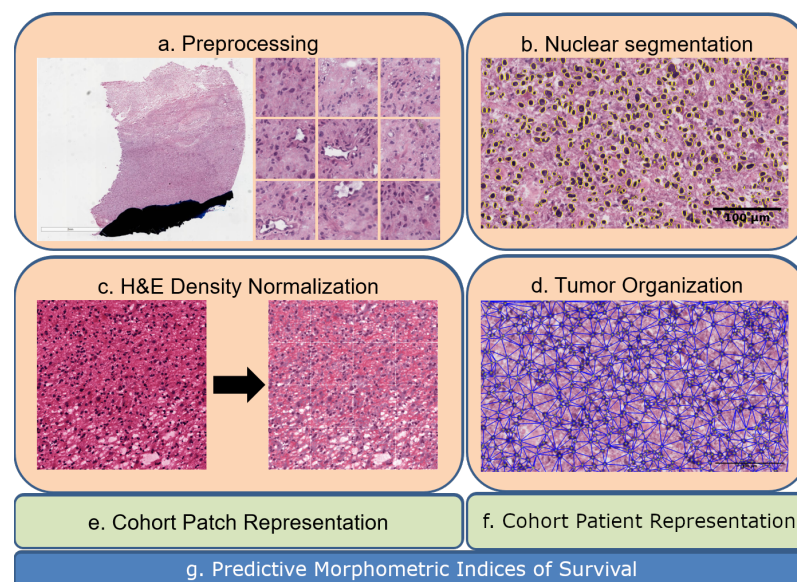 a. Preprocessing
b. Nuclear segmentation
100 µm
c. H&E Density Normalization
d. Tumor Organization
e. Cohort Patch Representation
f. Cohort Patient Representation
g. Predictive Morphometric Indices of Survival